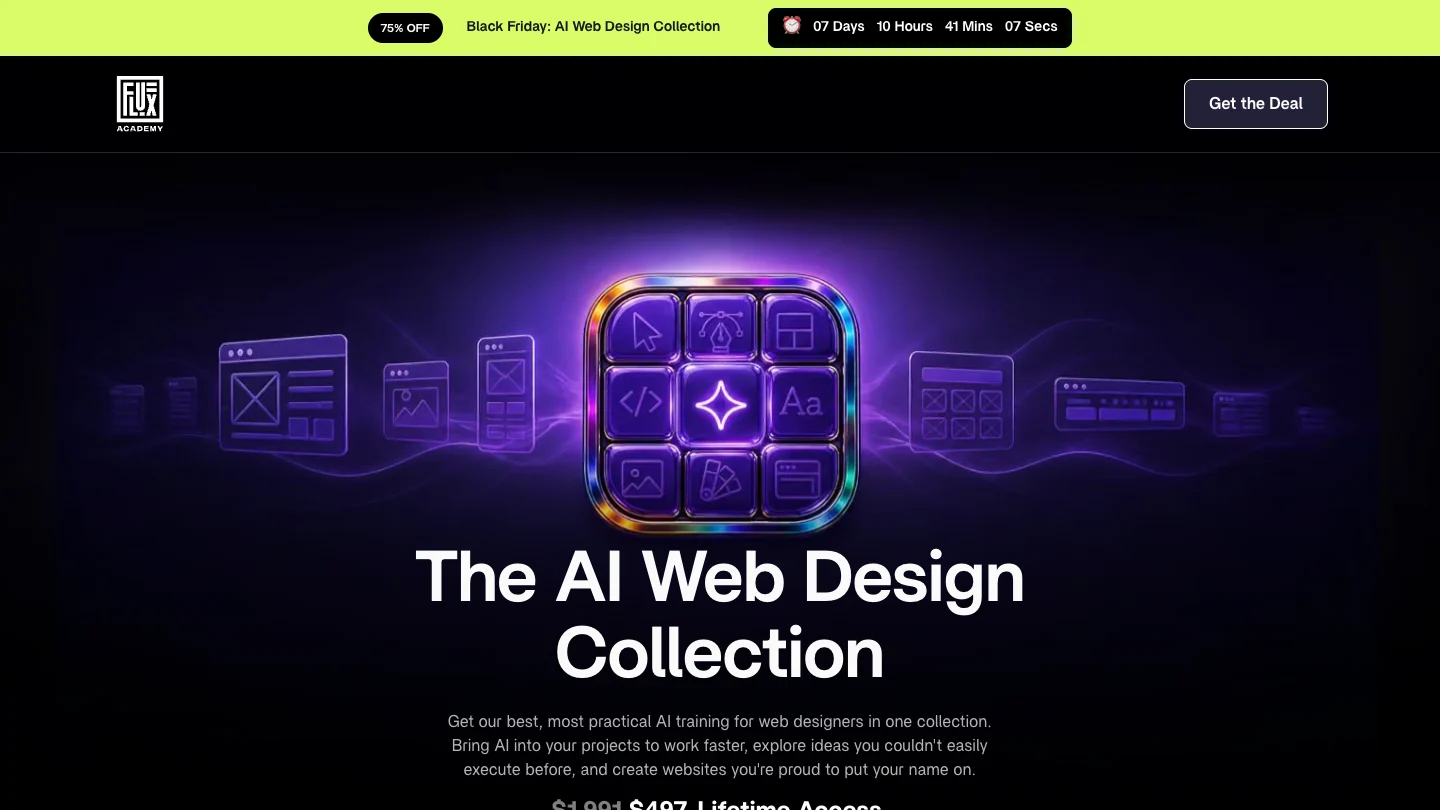 75% OFF
Black Friday: AI Web Design Collection
⏰ 07 Days 10 Hours 41 Mins 07 Secs
FLUX
ACADEMY
Get the Deal
</>
Aa
The AI Web Design
Collection
Get our best, most practical AI training for web designers in one collection.
Bring AI into your projects to work faster, explore ideas you couldn't easily
execute before, and create websites you're proud to put your name on.
$1,991 $497 Lifetime Access